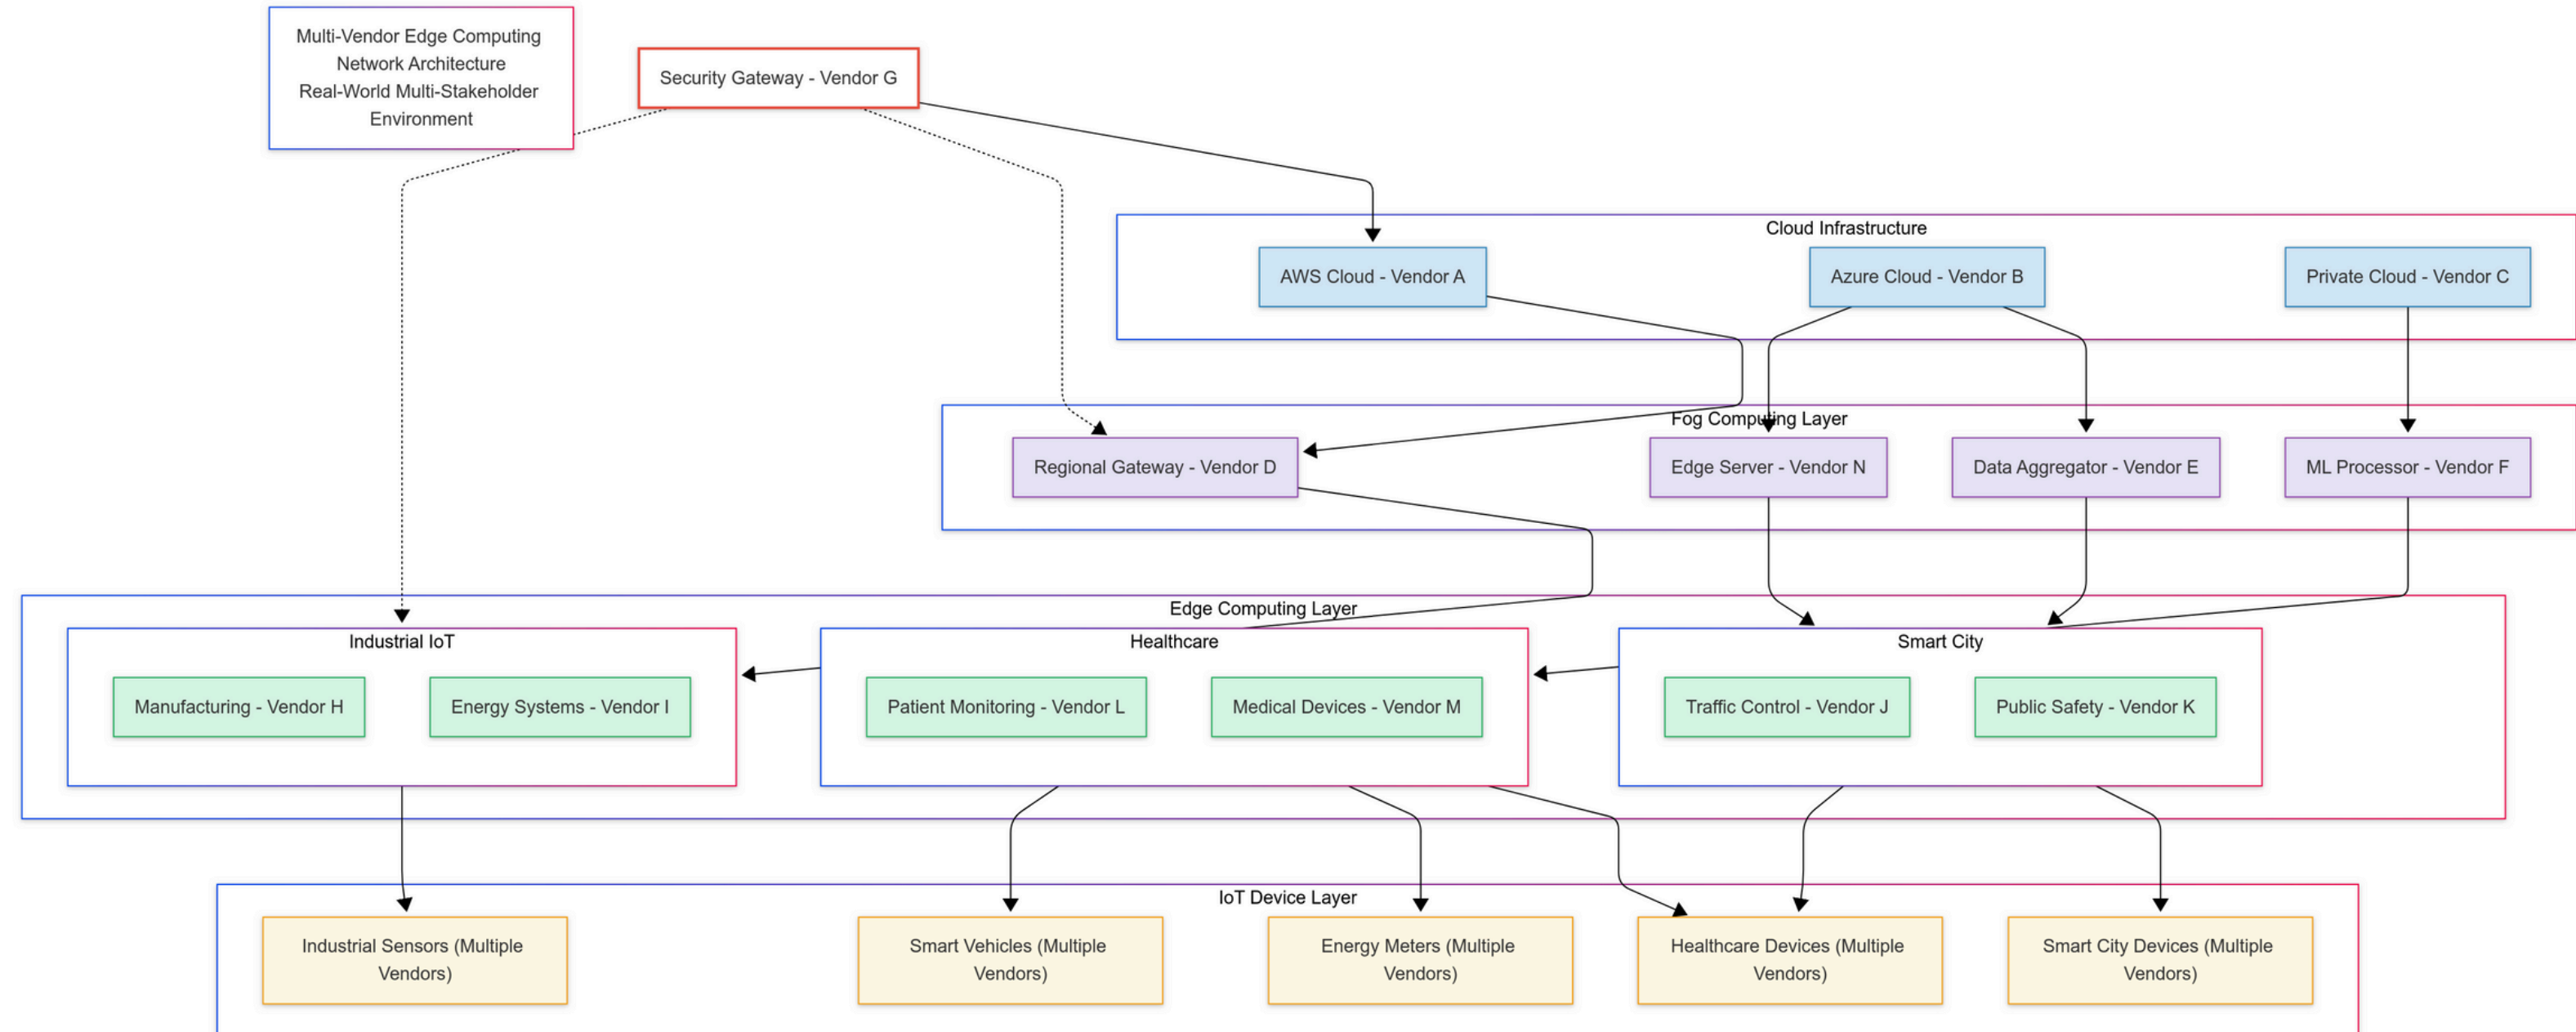 Multi-Vendor Edge Computing
Network Architecture
Real-World Multi-Stakeholder
Environment
Security Gateway - Vendor G
Cloud Infrastructure
AWS Cloud - Vendor A
Azure Cloud - Vendor B
Private Cloud - Vendor C
Fog Computing Layer
Regional Gateway - Vendor D
Edge Server - Vendor N
Data Aggregator - Vendor E
ML Processor - Vendor F
Edge Computing Layer
Industrial IoT
Healthcare
Smart City
Manufacturing - Vendor H
Energy Systems - Vendor I
Patient Monitoring - Vendor L
Medical Devices - Vendor M
Traffic Control - Vendor J
Public Safety - Vendor K
IoT Device Layer
Industrial Sensors (Multiple
Vendors)
Smart Vehicles (Multiple
Vendors)
Energy Meters (Multiple
Vendors)
Healthcare Devices (Multiple
Vendors)
Smart City Devices (Multiple
Vendors)